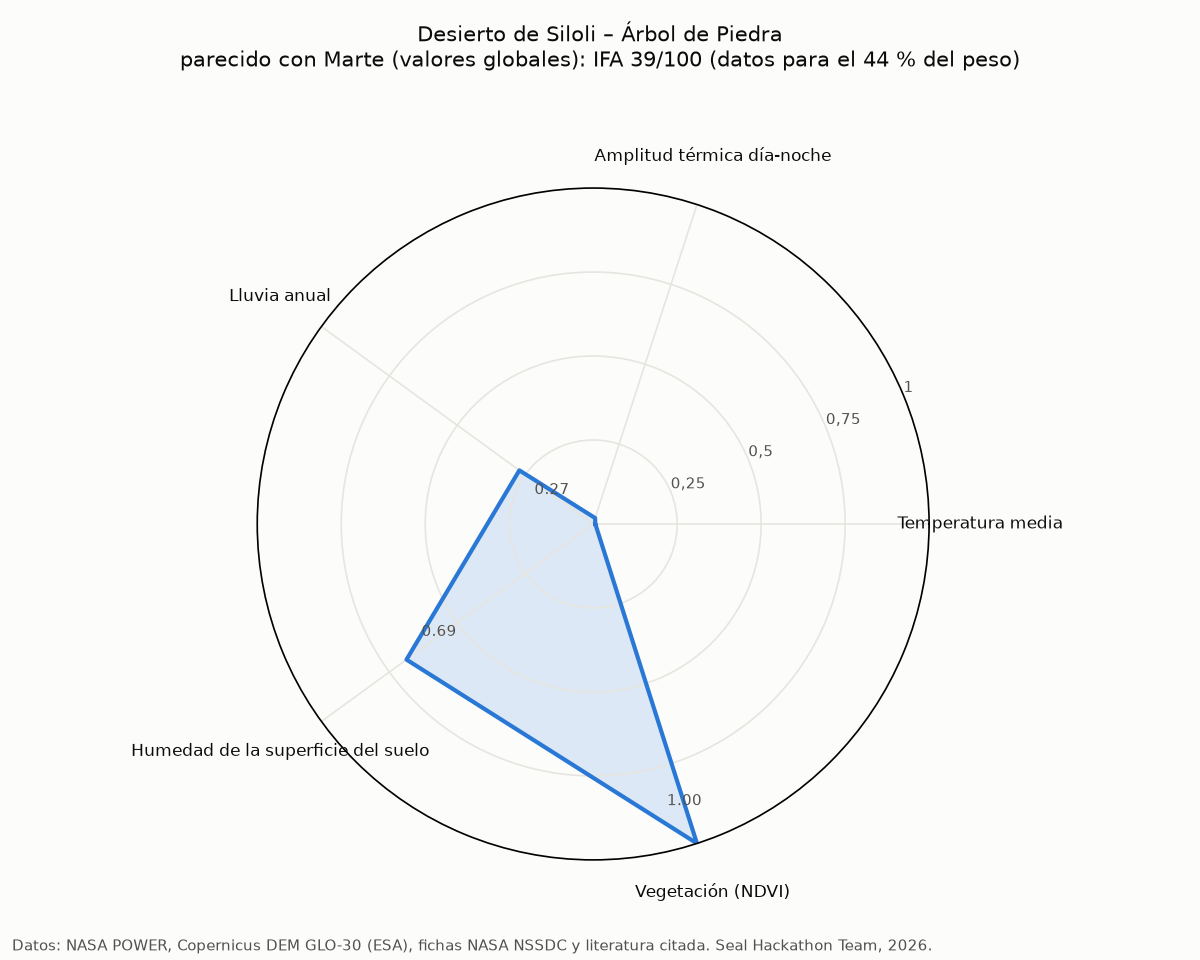 Desierto de Siloli – Árbol de Piedra
parecido con Marte (valores globales): IFA 39/100 (datos para el 44 % del peso)
Amplitud térmica día-noche
Lluvia anual
1
0,75
0,5
0,25
0.27
Temperatura media
0.69
Humedad de la superficie del suelo
1.00
Vegetación (NDVI)
Datos: NASA POWER, Copernicus DEM GLO-30 (ESA), fichas NASA NSSDC y literatura citada. Seal Hackathon Team, 2026.